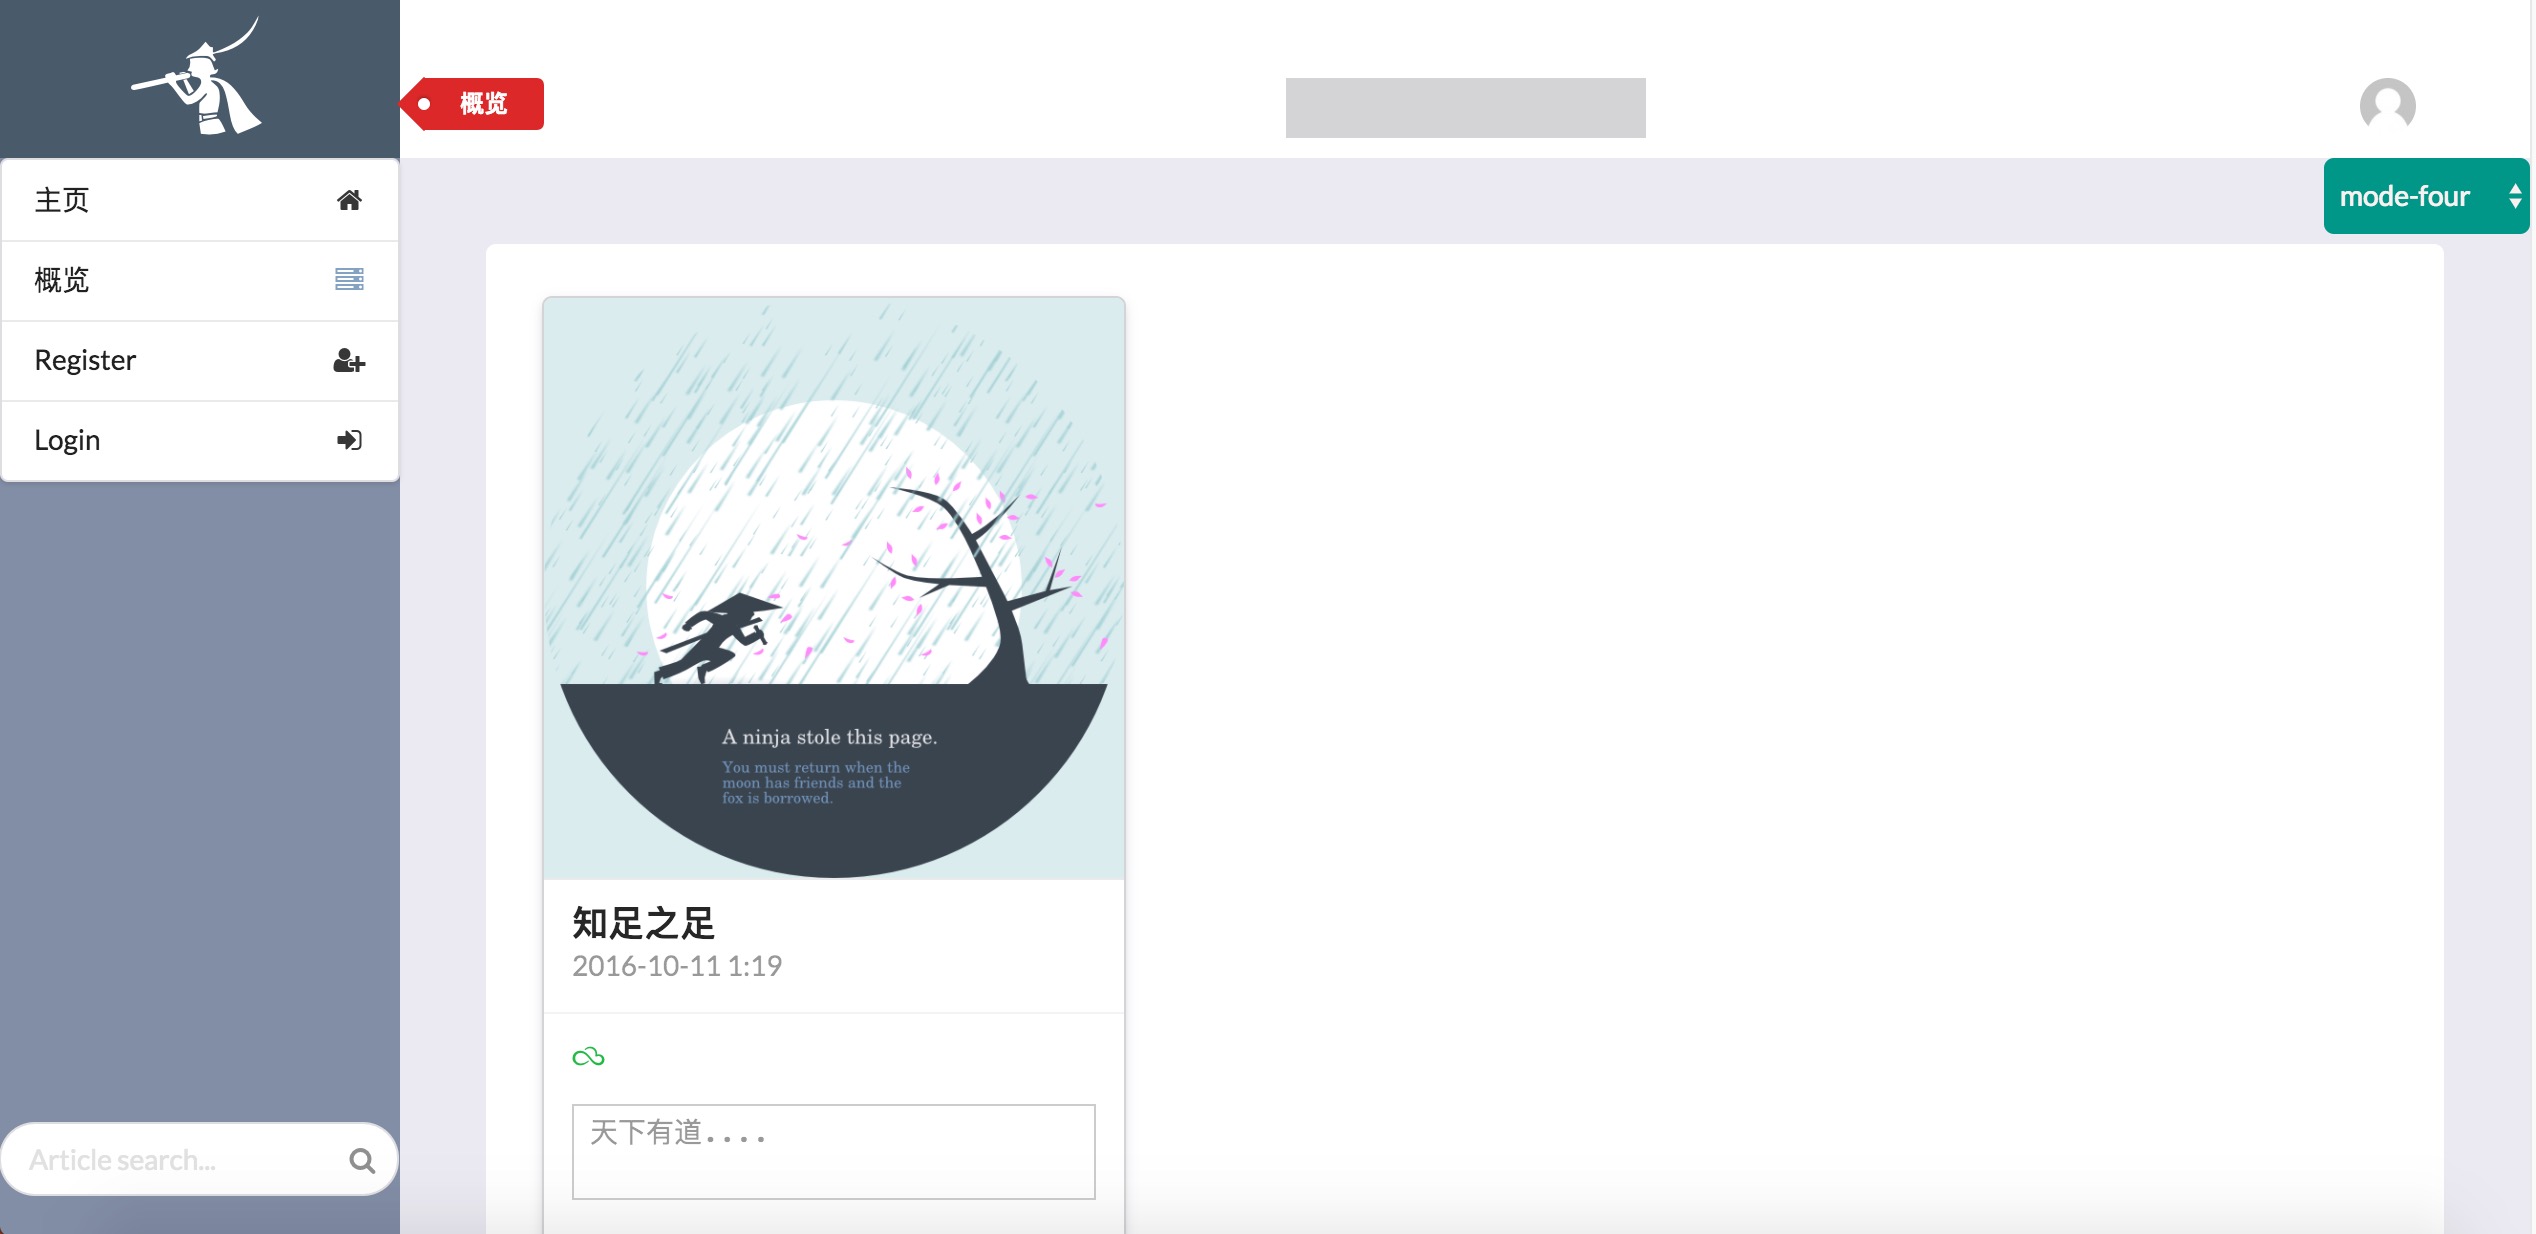 概览
主页
概览
Register
Login
mode-four
A ninja stole this page.
You must return when the
moon has friends and the
fox is borrowed.
知足之足
2016-10-11 1:19
天下有道....
Article search...